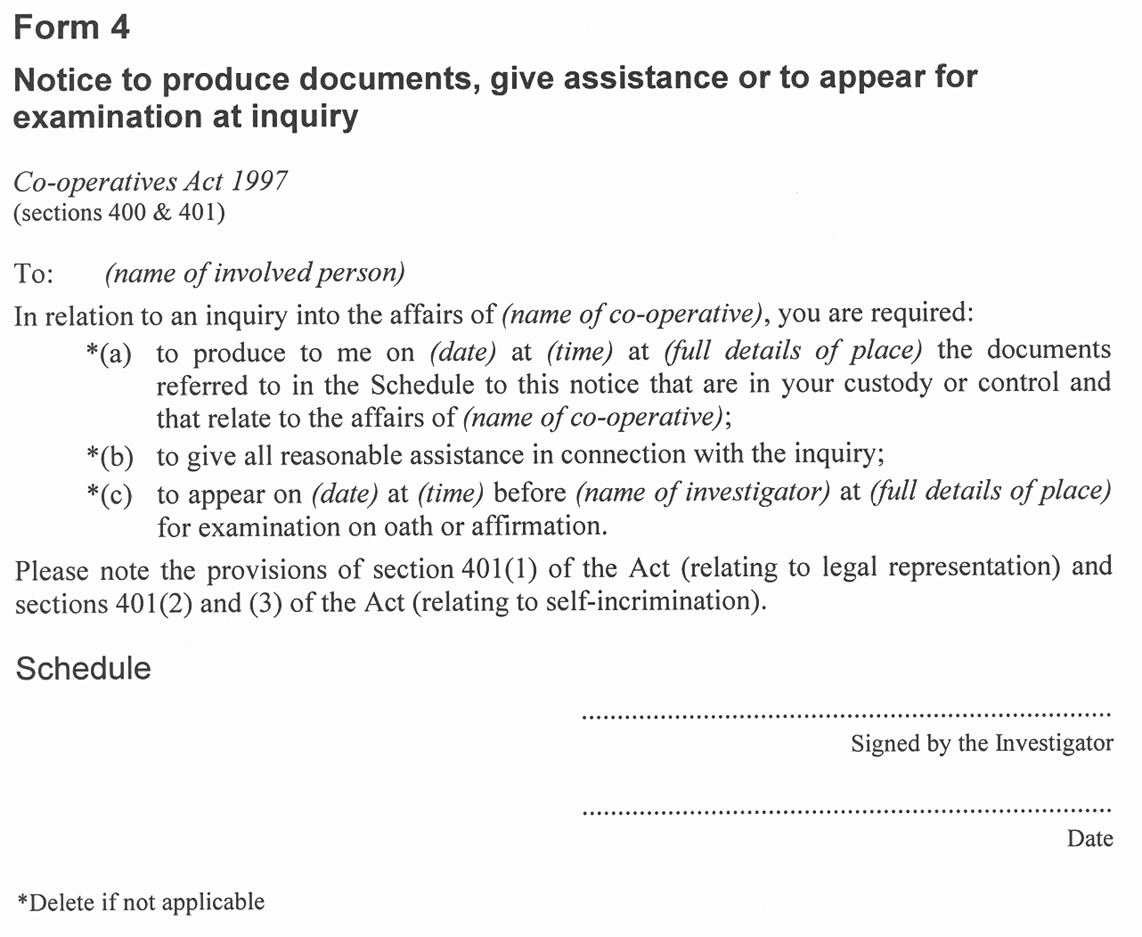 Form 4
Notice to produce documents, give assistance or to appear for
examination at inquiry
Co-operatives Act 1997
(sections 400 & 401)
To: (name of involved person)
In relation to an inquiry into the affairs of (name of co-operative), you are required:
*(a) to produce to me on (date) at (time) at (full details of place) the documents
referred to in the Schedule to this notice that are in your custody or control and
that relate to the affairs of (name of co-operative);
*(b) to give all reasonable assistance in connection with the inquiry;
*(c) to appear on (date) at (time) before (name of investigator) at (full details of place)
for examination on oath or affirmation.
Please note the provisions of section 401(1) of the Act (relating to legal representation) and
sections 401(2) and (3) of the Act (relating to self-incrimination).
Schedule
Signed by the Investigator
Date
*Delete if not applicable